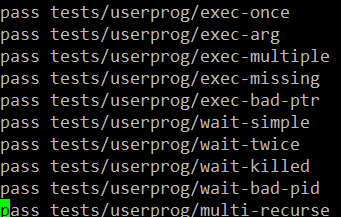 pass tests/userprog/exec-once
pass tests/userprog/exec-arg
pass tests/userprog/exec-multiple
pass tests/userprog/exec-missing
pass tests/userprog/exec-bad-ptr
pass tests/userprog/wait-simple
pass tests/userprog/wait-twice
pass tests/userprog/wait-killed
pass tests/userprog/wait-bad-pid
pass tests/userprog/multi-recurse